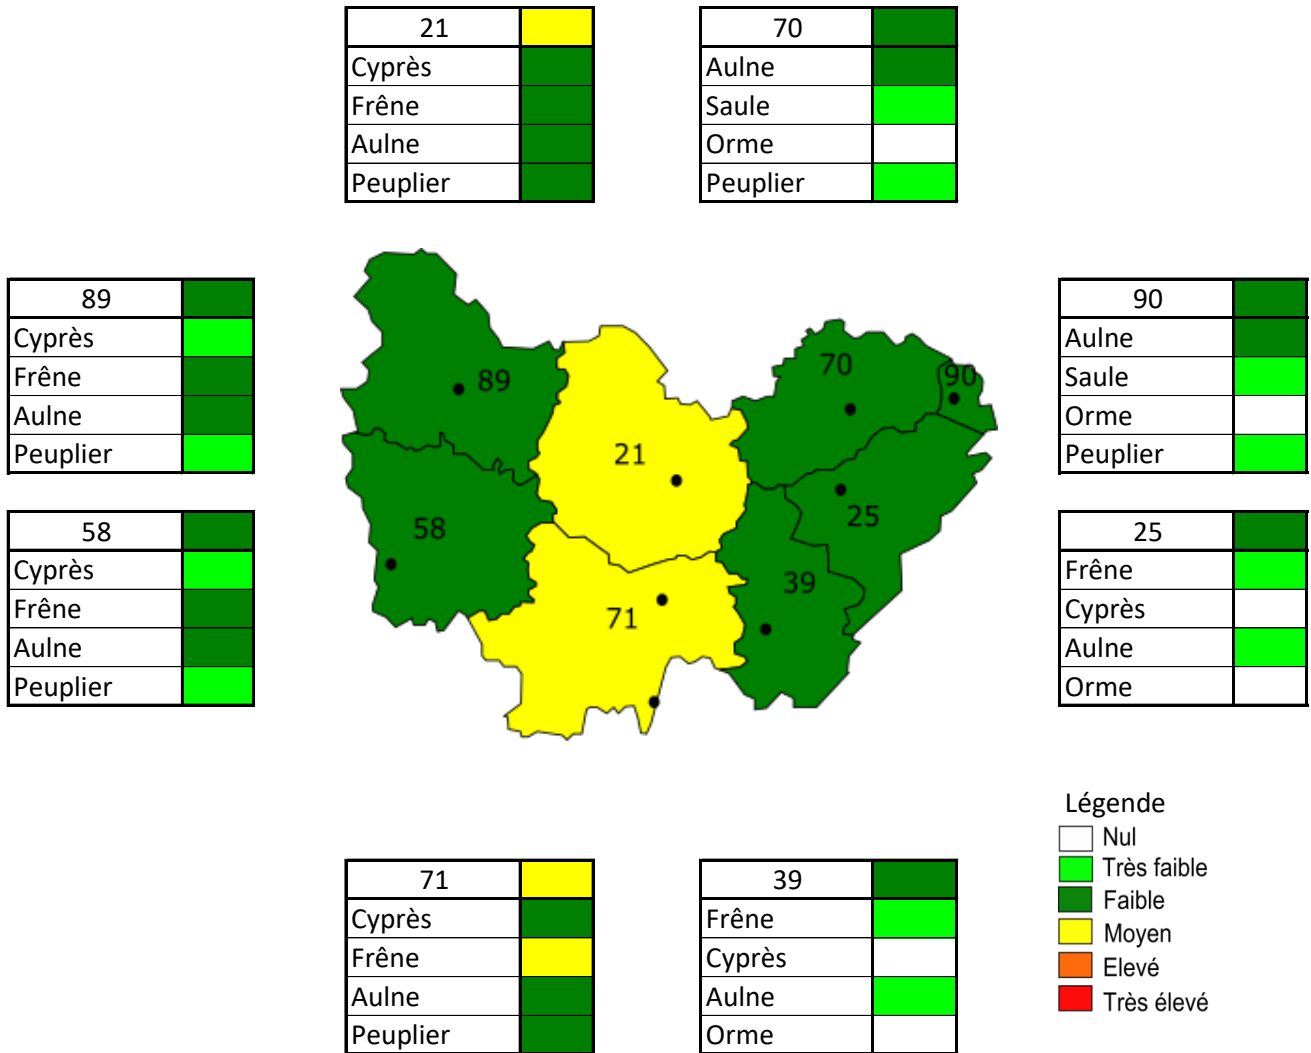 21
Cyprès
Frêne
Aulne
Peuplier
70
Aulne
Saule
Orme
Peuplier
89
Cyprès
Frêne
Aulne
Peuplier
58
Cyprès
Frêne
Aulne
Peuplier
89
70
90
21
25
58
39
71
90
Aulne
Saule
Orme
Peuplier
25
Frêne
Cyprès
Aulne
Orme
71
Cyprès
Frêne
Aulne
Peuplier
39
Frêne
Cyprès
Aulne
Orme
Légende
Nul
Très faible
Faible
Moyen
Elevé
Très élevé